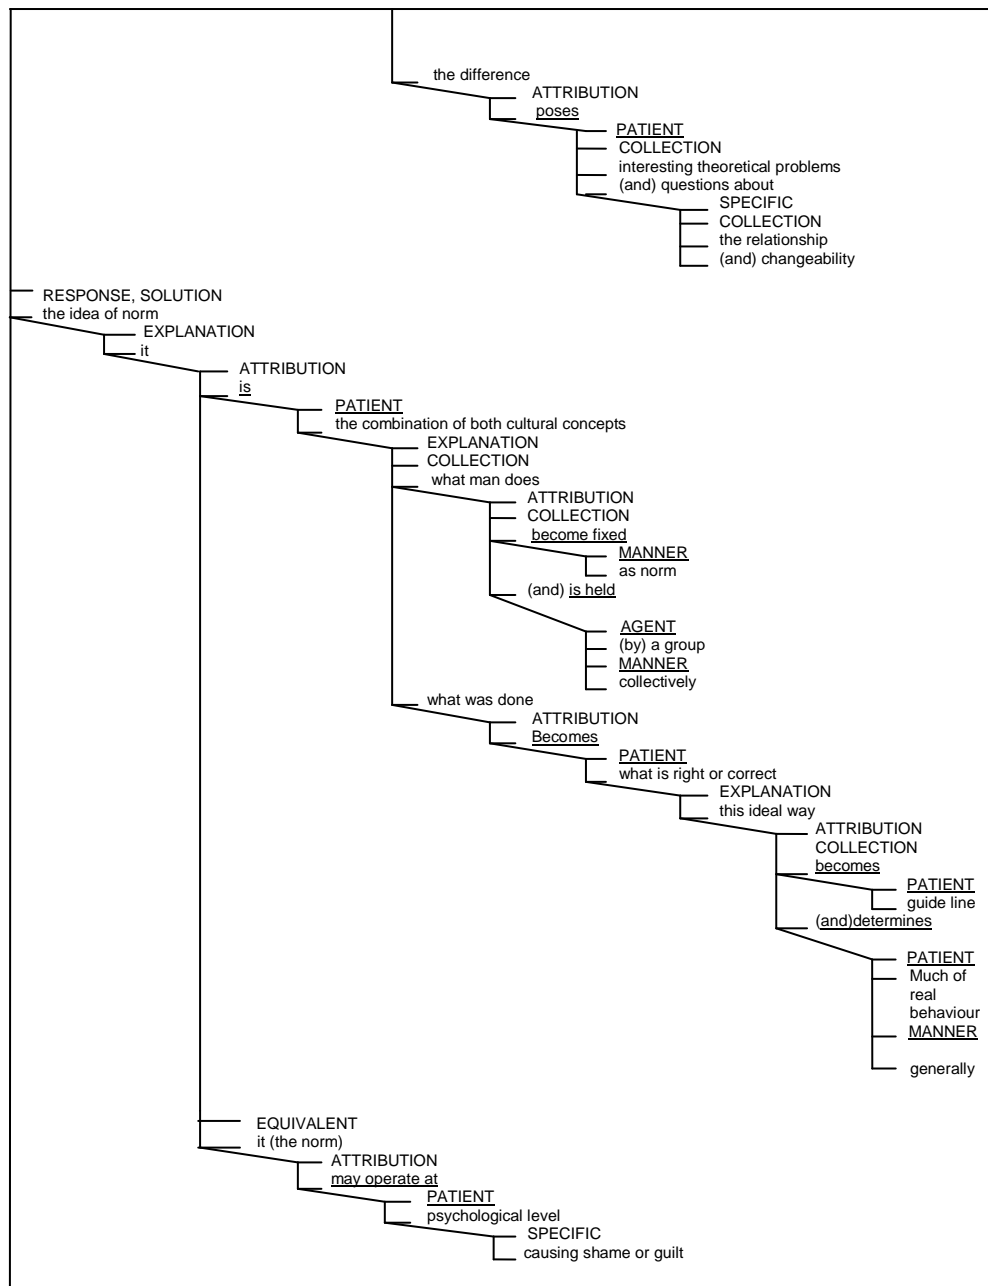 the difference
ATTRIBUTION
poses
PATIENT
COLLECTION
interesting theoretical problems
(and) questions about
SPECIFIC
COLLECTION
the relationship
(and) changeability
RESPONSE, SOLUTION
the idea of norm
EXPLANATION
it
ATTRIBUTION
is
PATIENT
the combination of both cultural concepts
EXPLANATION
COLLECTION
what man does
ATTRIBUTION
COLLECTION
become fixed
MANNER
as norm
(and) is held
AGENT
(by) a group
MANNER
collectively
what was done
ATTRIBUTION
Becomes
PATIENT
what is right or correct
EXPLANATION
this ideal way
ATTRIBUTION
COLLECTION
becomes
PATIENT
guide line
(and)determines
PATIENT
Much of
real
behaviour
MANNER
generally
EQUIVALENT
it (the norm)
ATTRIBUTION
may operate at
PATIENT
psychological level
SPECIFIC
causing shame or guilt